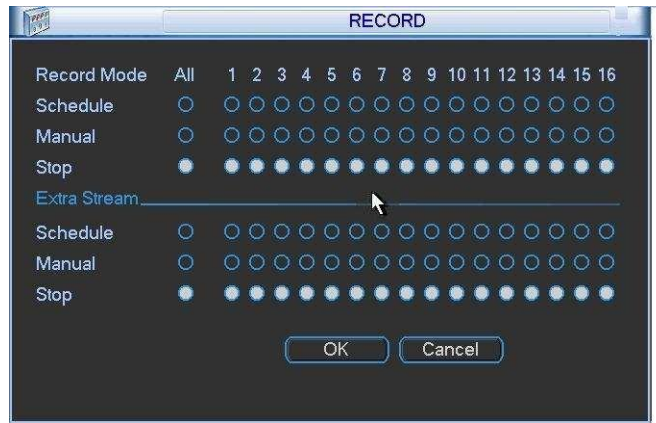 RECORD
Record Mode All 1 2 3 4 5 6 7 8 9 10 11 12 13 14 15 16
Schedule
Manual
Stop
Extra Stream
Schedule
Manual
Stop
OK Cancel